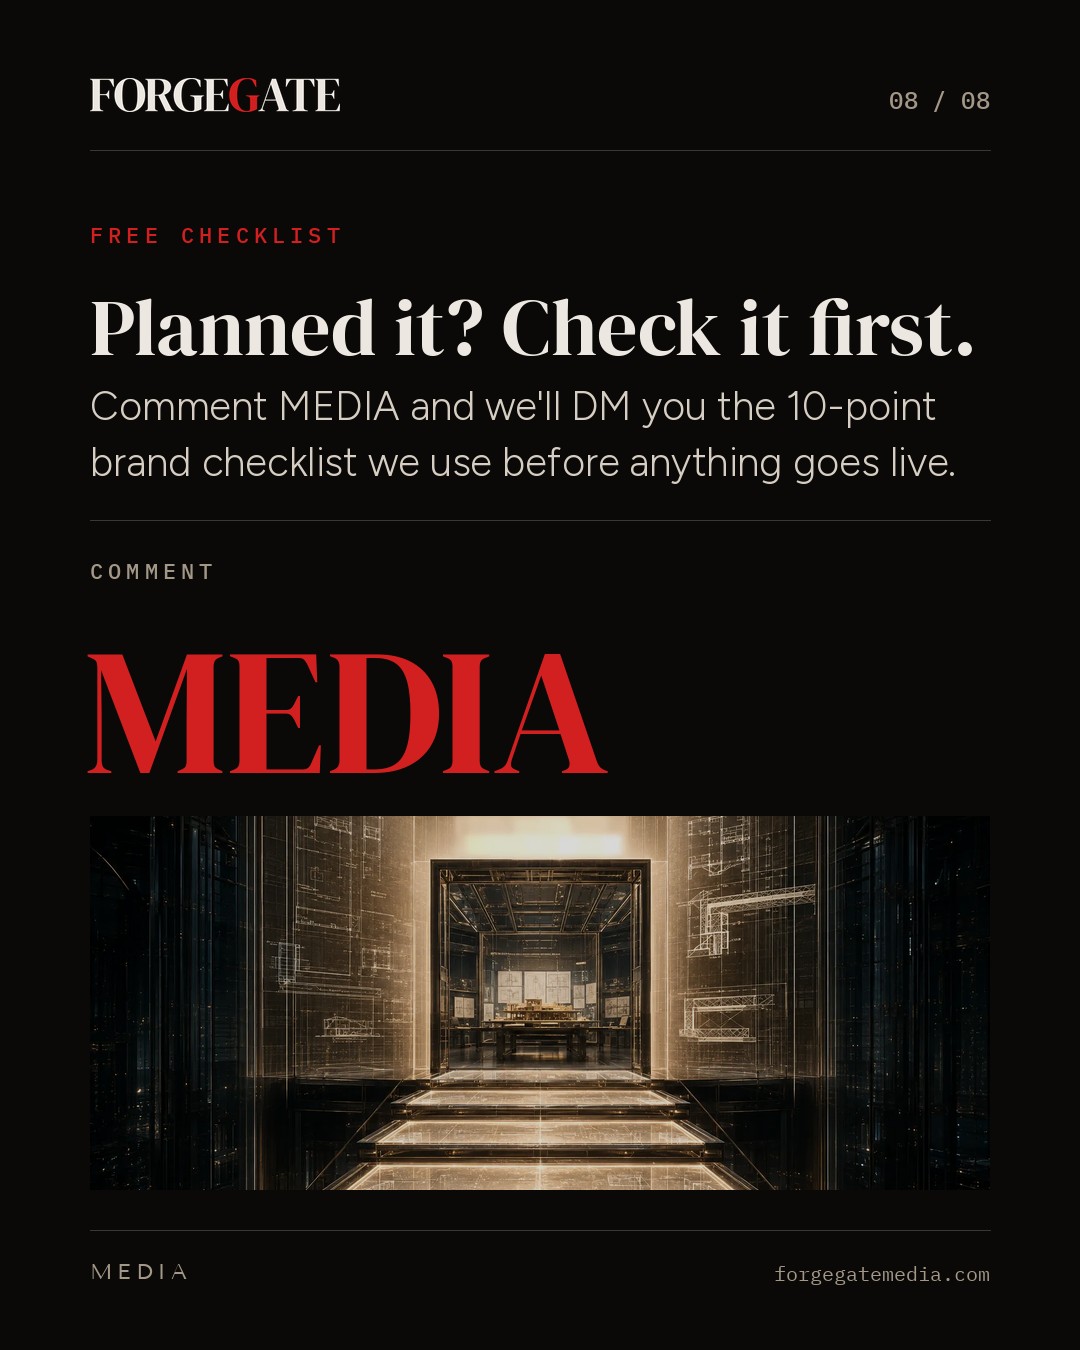 FORGEGATE
08 / 08
FREE CHECKLIST
Planned it? Check it first.
Comment MEDIA and we'll DM you the 10-point
brand checklist we use before anything goes live.
COMMENT
MEDIA
MEDIA
forgegatemedia.com